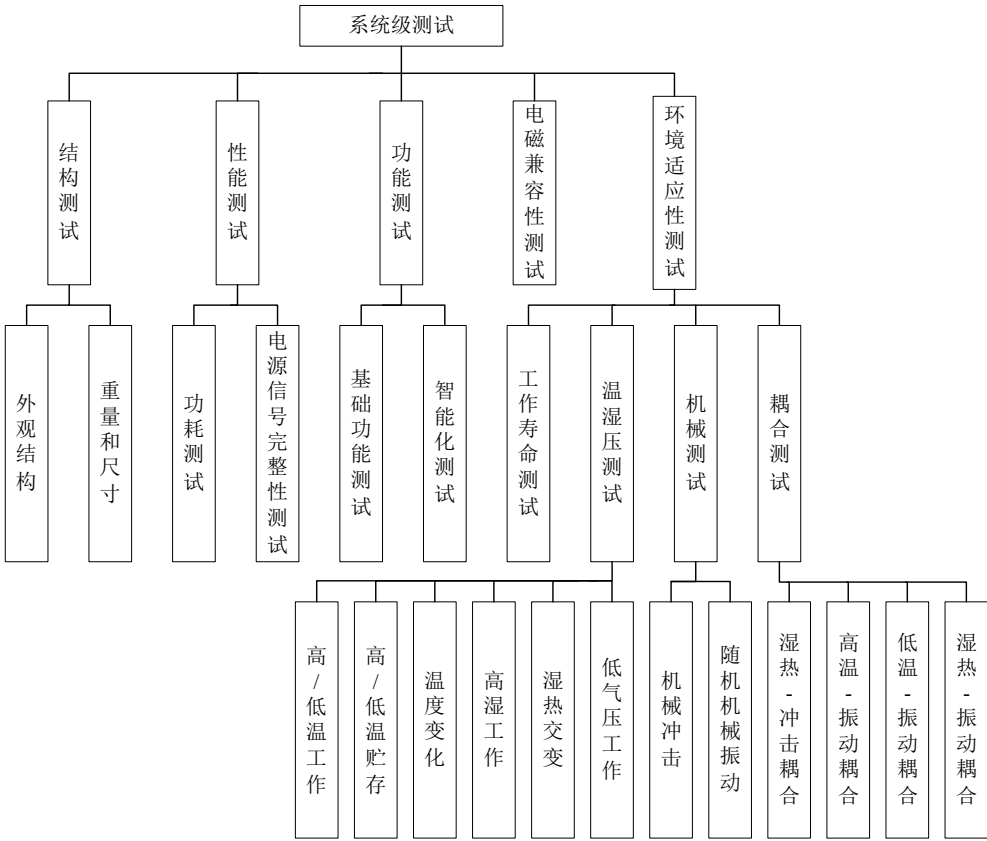 系统级测试
结构测试
性能测试
功能测试
电磁兼容性测试
环境适应性测试
外观结构
重量和尺寸
功耗测试
电源信号完整性测试
基础功能测试
智能化测试
工作寿命测试
温湿压测试
机械测试
耦合测试
高/低温工作
高/低温贮存
温度变化
高湿工作
湿热交变
低气压工作
机械冲击
随机机械振动
湿热-冲击耦合
高温-振动耦合
低温-振动耦合
湿热-振动耦合